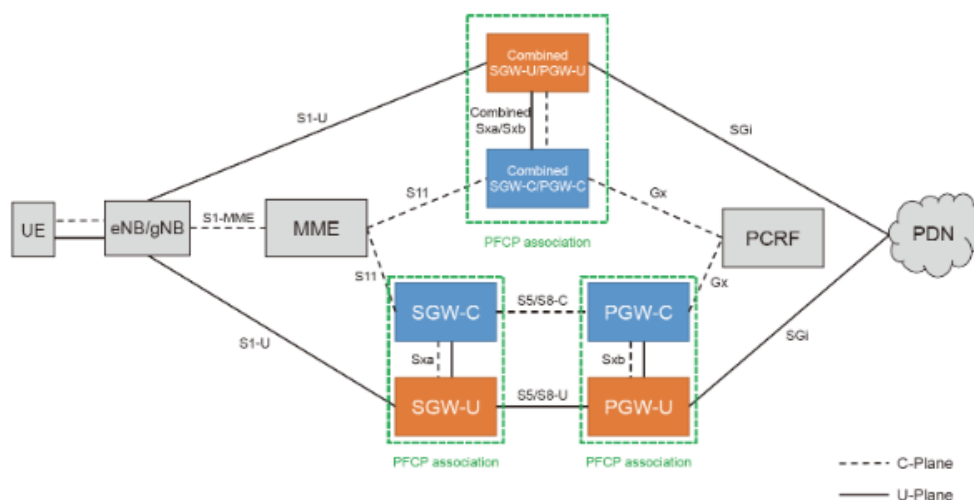 Combined
SGW-U/PGW-U
Combined
Sxa/Sxb
S1-U
SGi
Combined
SGW-C/PGW-C
S11
Gx
UE
eNB/gNB
S1-MME
MME
PCRF
PDN
PFCP association
S11
Gx
SGW-C
S5/S8-C
PGW-C
S1-U
SGi
Sxa
Sxb
SGW-U
S5/S8-U
PGW-U
PFCP association
PFCP association
C-Plane
U-Plane